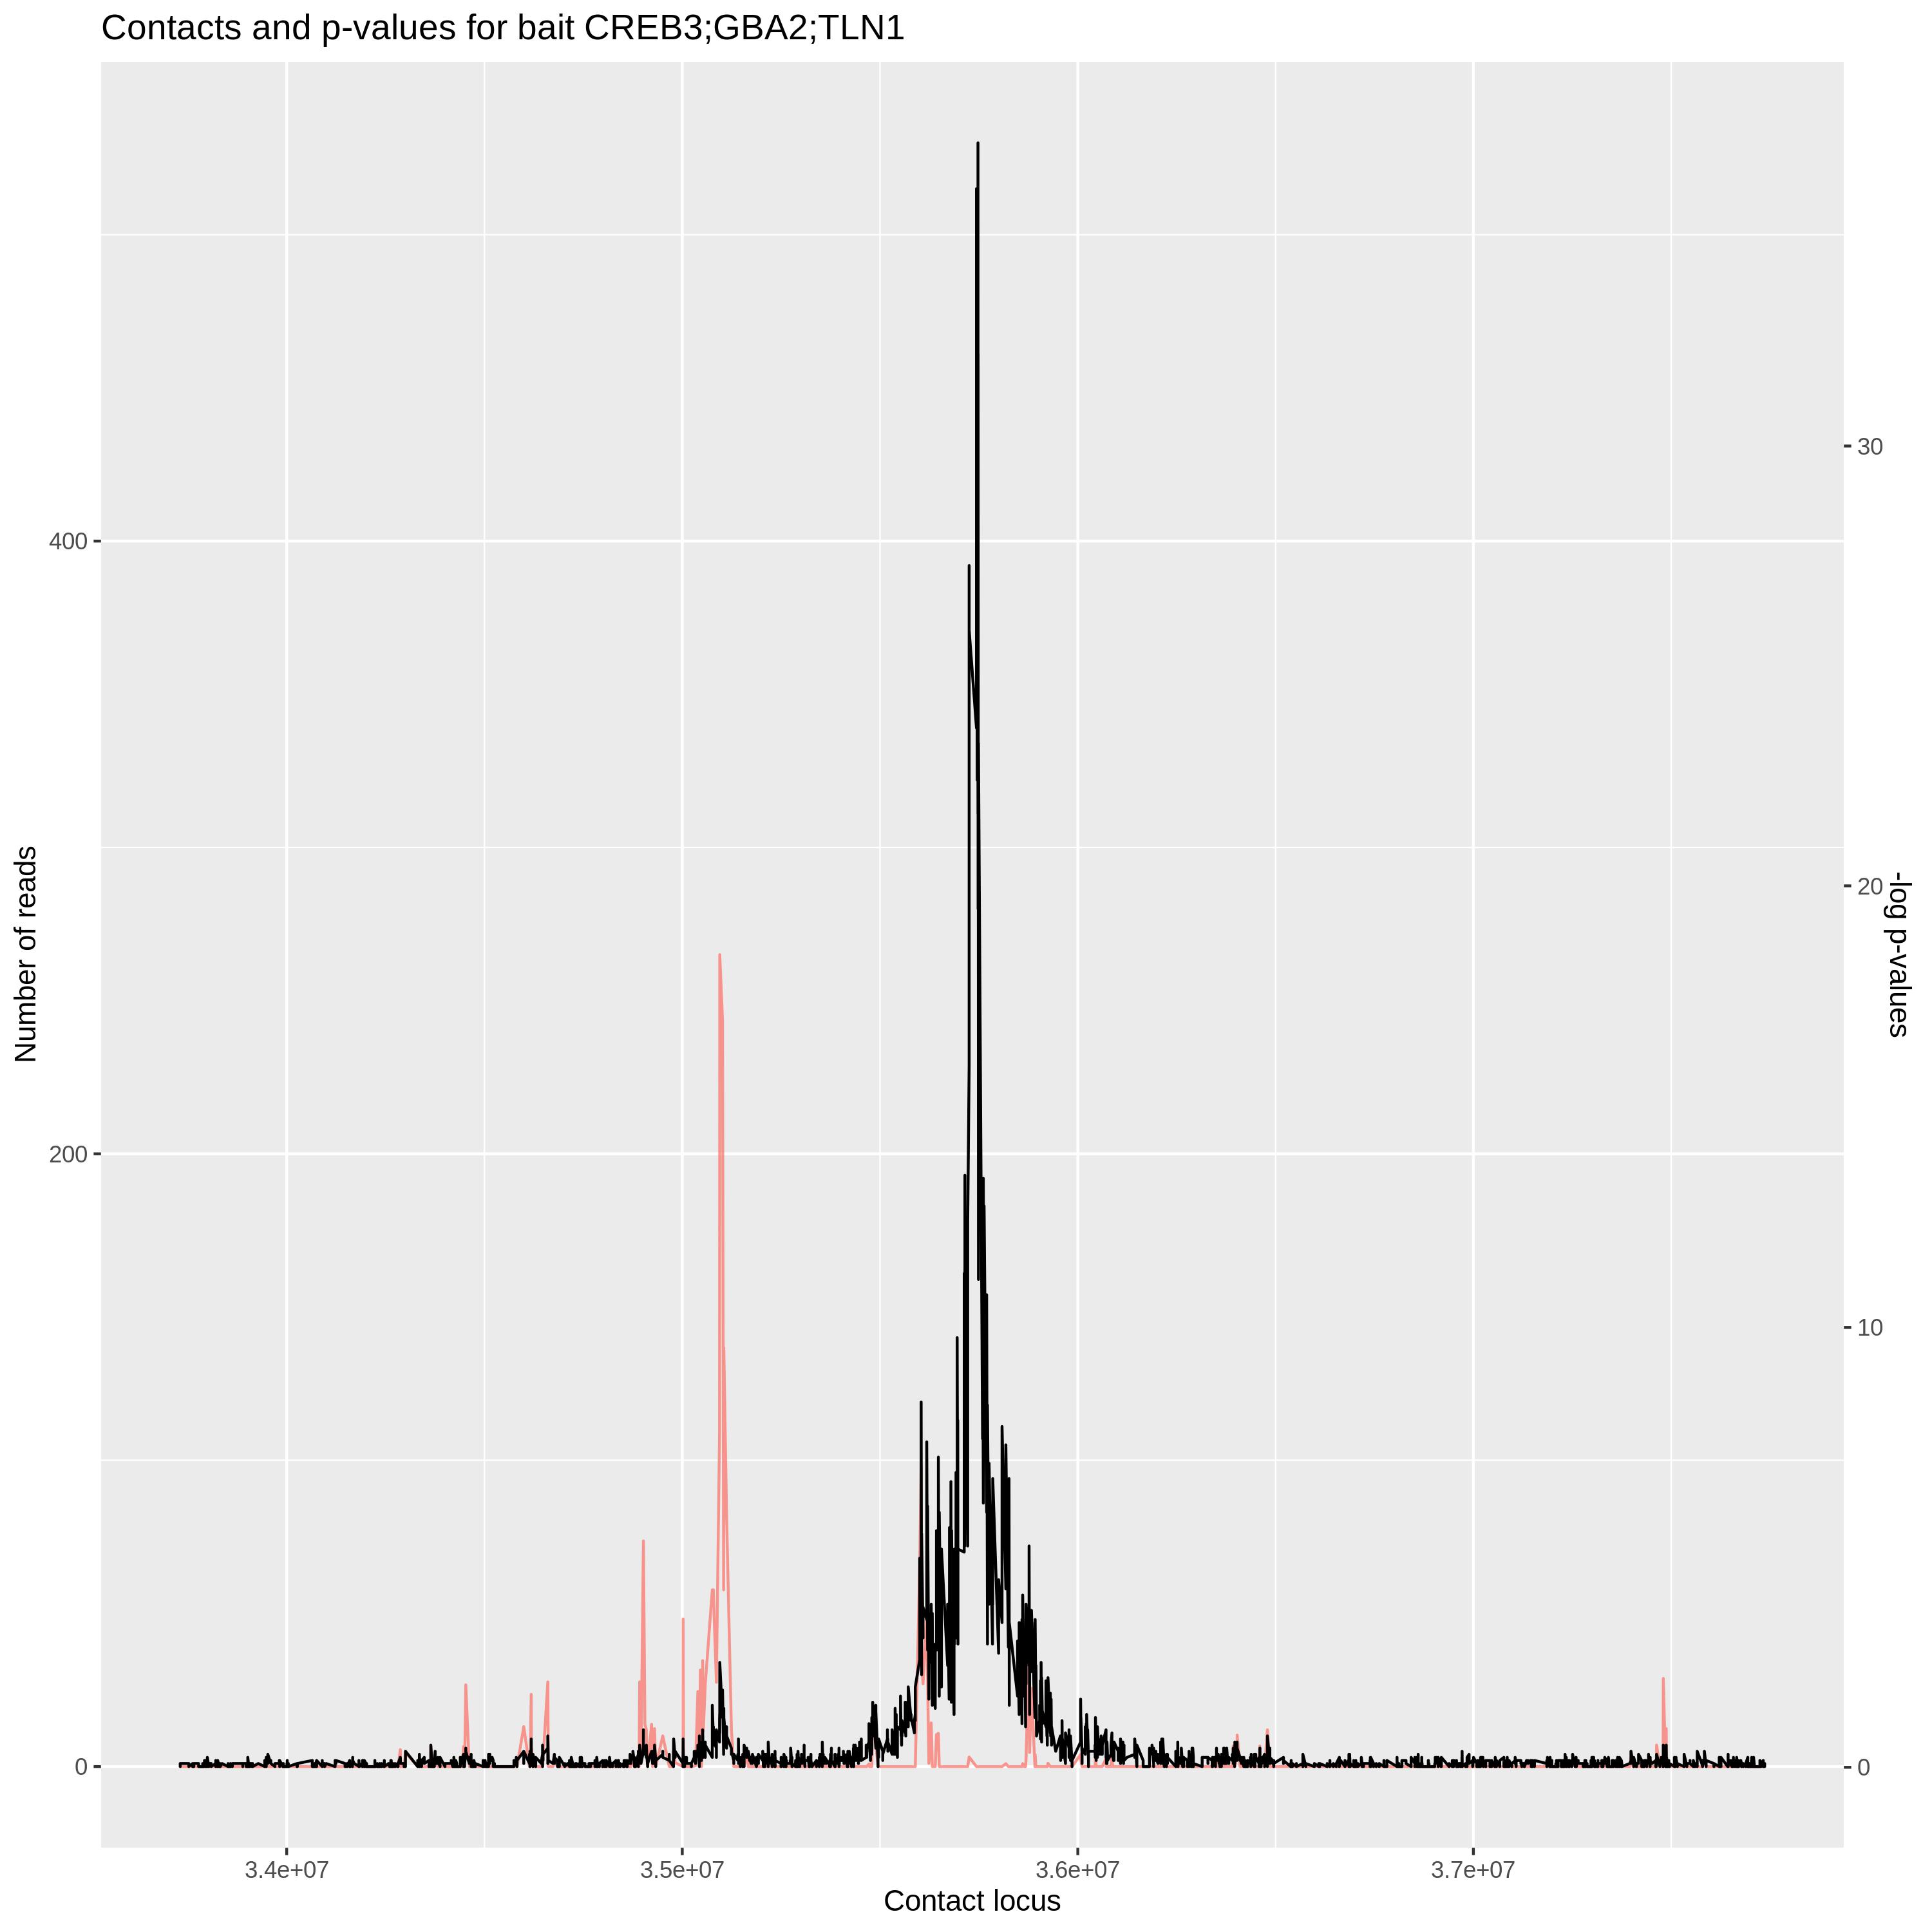 Contacts and p-values for bait CREB3;GBA2;TLN1
Number of reads
400
200
0
30
20
10
0
-log p-values
3.4e+07 3.5e+07 3.6e+07 3.7e+07
Contact locus